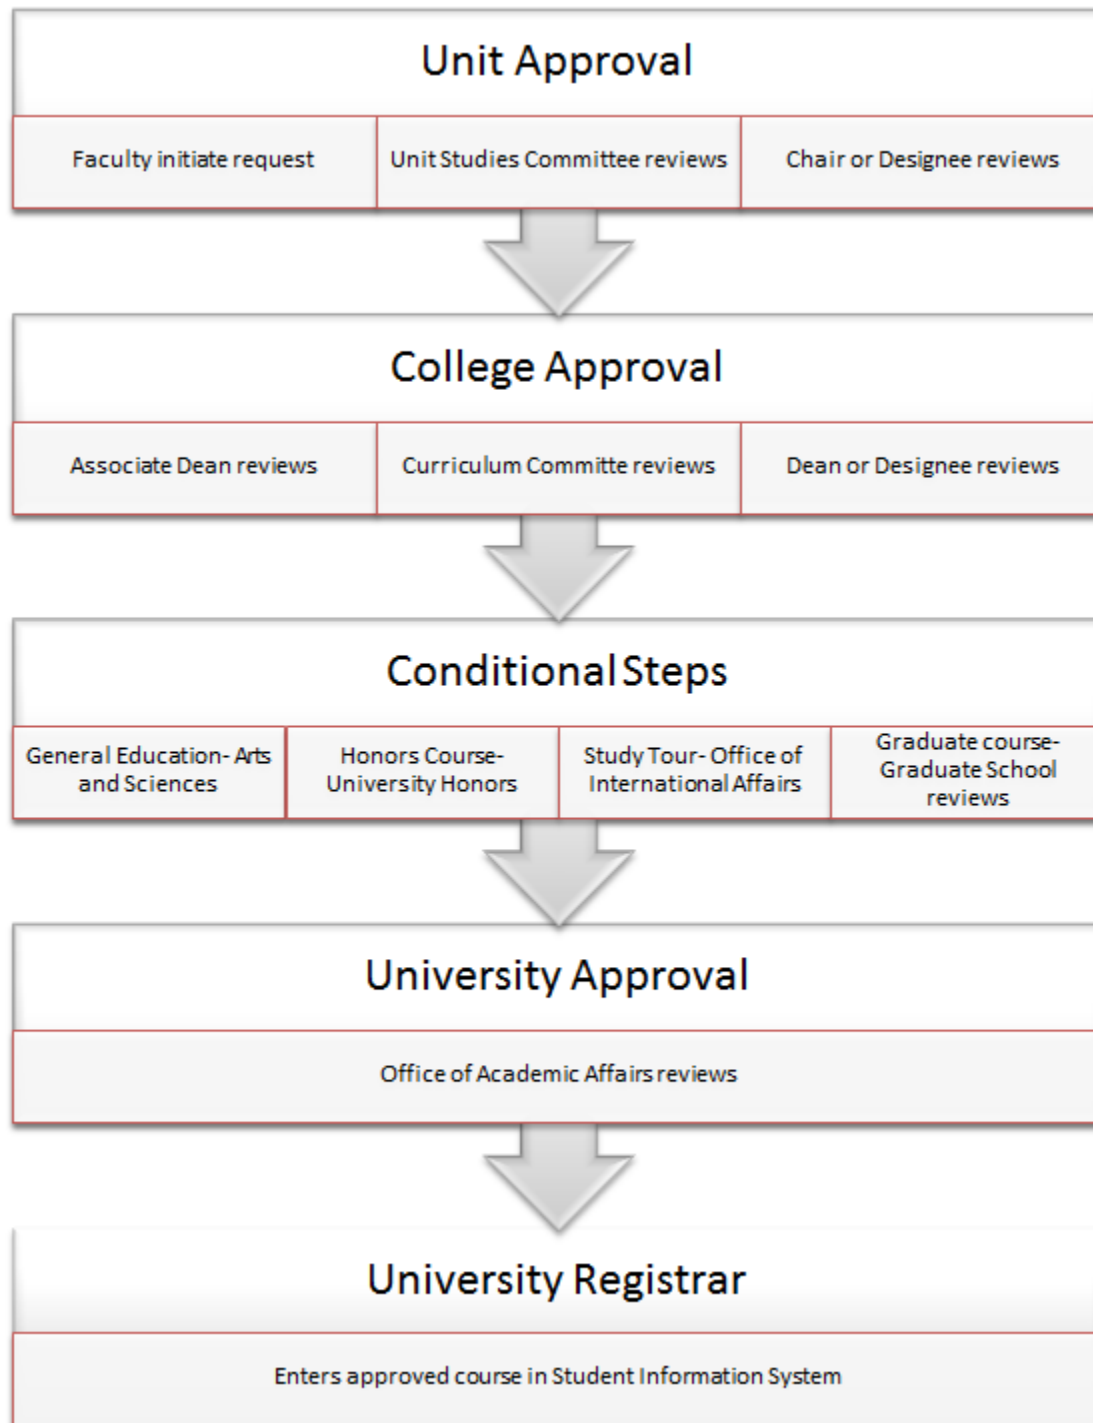 Unit Approval
Faculty initiate request
Unit Studies Committee reviews
Chair or Designee reviews
College Approval
Associate Dean reviews
Curriculum Committe reviews
Dean or Designee reviews
Conditional Steps
General Education- Arts
and Sciences
Honors Course-
University Honors
Study Tour- Office of
International Affairs
Graduate course-
Graduate School
reviews
University Approval
Office of Academic Affairs reviews
University Registrar
Enters approved course in Student Information System